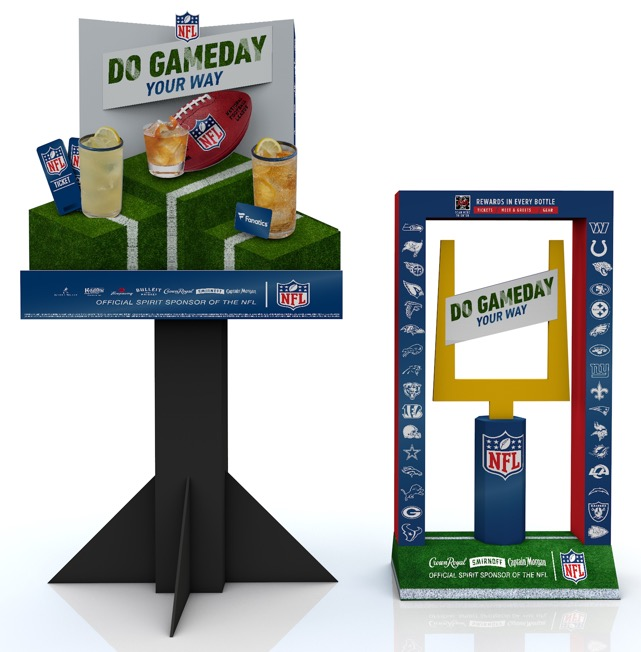 NFL
DO GAMEDAY
YOUR WAY
NFL
NFL
TICKET
Fanatics
BULLEIT Crown Royal SMIRNOFF Captain Morgan
OFFICIAL SPIRIT SPONSOR OF THE NFL
NFL
REWARDS IN EVERY BOTTLE
TICKETS MEET & GREETS GEAR
DO GAMEDAY
YOUR WAY
NFL
Crown Royal SMIRNOFF Captain Morgan
OFFICIAL SPIRIT SPONSOR OF THE NFL
NFL